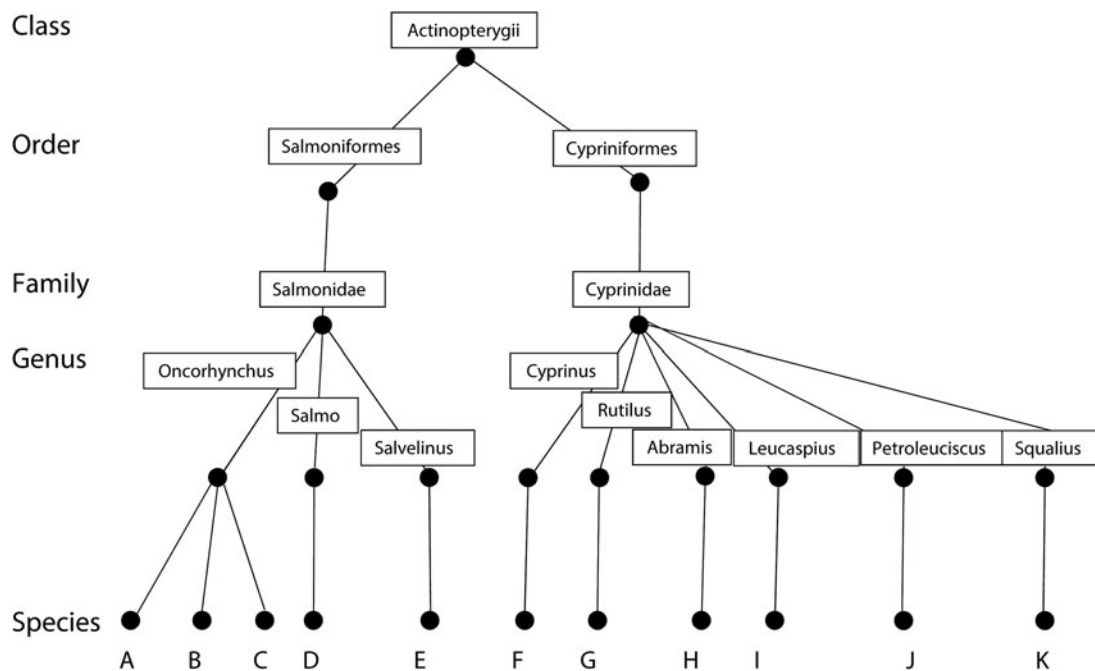 Class
Actinopterygii
Order
Salmoniformes
Cypriniformes
Family
Salmonidae
Cyprinidae
Genus
Oncorhynchus
Cyprinus
Salmo
Rutilus
Salvelinus
Abramis
Leucaspius
Petroleuciscus
Squalius
Species
A B C D E F G H I J K